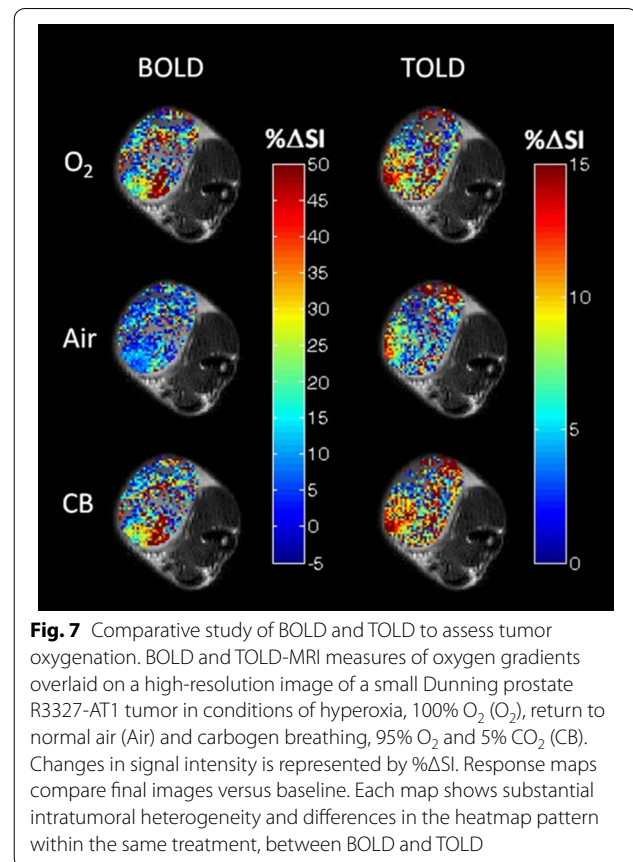 BOLD TOLD
%ΔSI %ΔSI
O₂
50
45
40
35
30
25
20
15
10
5
0
-5
15
10
5
0
Air
CB
Fig. 7 Comparative study of BOLD and TOLD to assess tumor
oxygenation. BOLD and TOLD-MRI measures of oxygen gradients
overlaid on a high-resolution image of a small Dunning prostate
R3327-AT1 tumor in conditions of hyperoxia, 100% O₂ (O₂), return to
normal air (Air) and carbogen breathing, 95% O₂ and 5% CO₂ (CB).
Changes in signal intensity is represented by %ΔSI. Response maps
compare final images versus baseline. Each map shows substantial
intratumoral heterogeneity and differences in the heatmap pattern
within the same treatment, between BOLD and TOLD